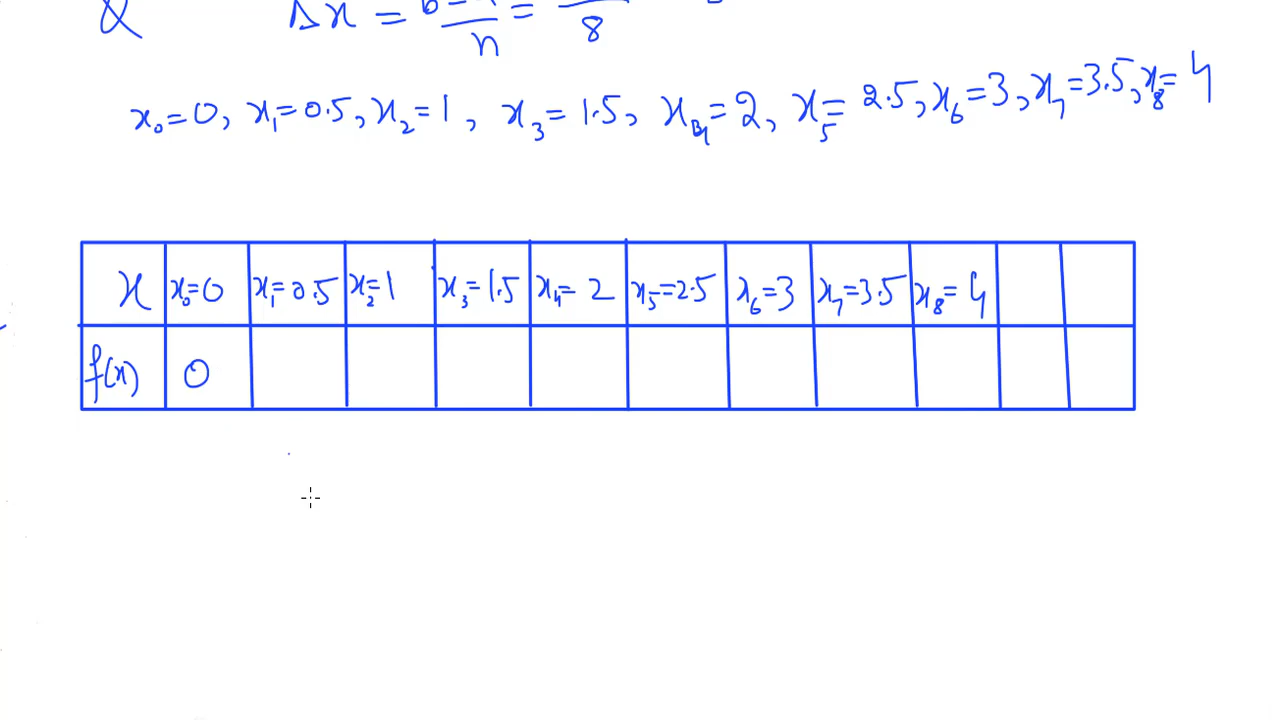 & Δx = b-a/n = /8
x₀=0, x₁=0.5, x₂=1, x₃=1.5, x₄=2, x₅=2.5, x₆=3, x₇=3.5, x₈=4
x x₀=0 x₁=0.5 x₂=1 x₃=1.5 x₄=2 x₅=2.5 x₆=3 x₇=3.5 x₈=4
f(x) 0